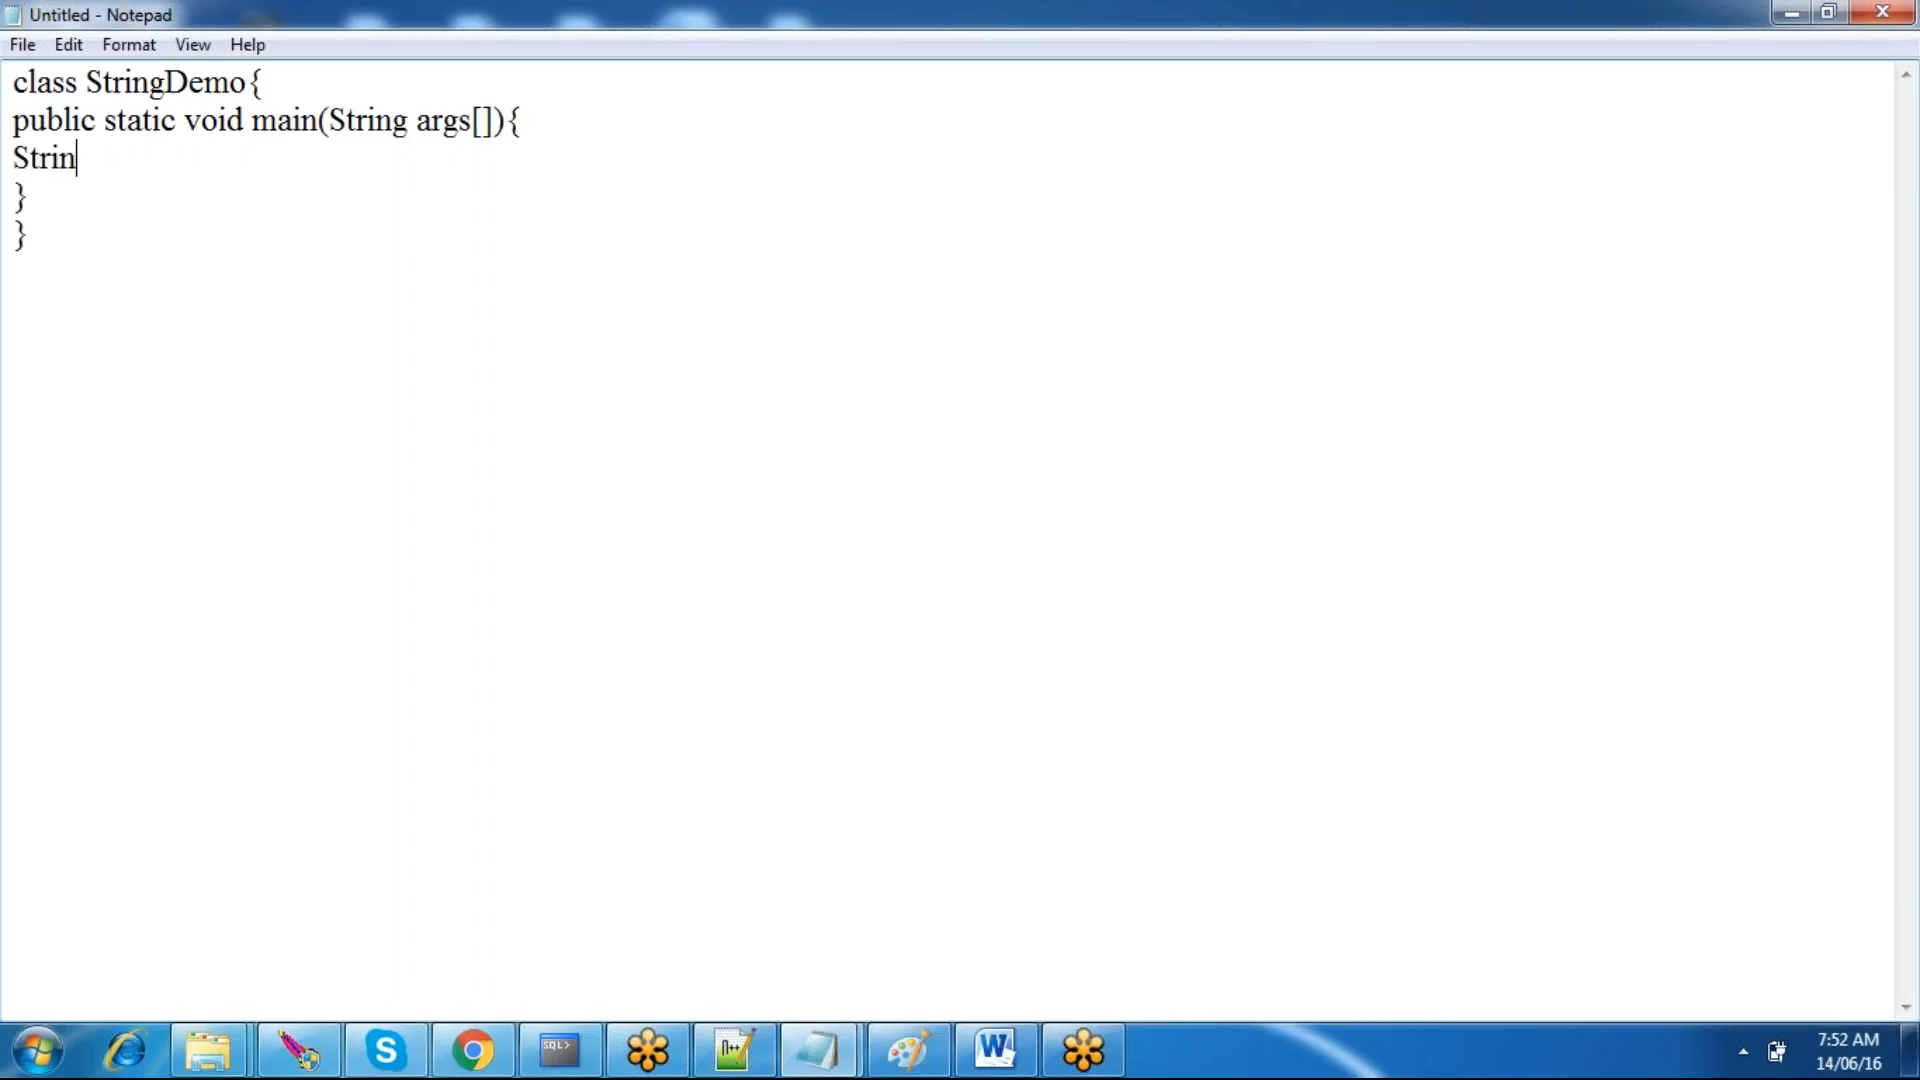 Untitled - Notepad
File Edit Format View Help
class StringDemo{
public static void main(String args[]){
Strin
}
}
SQL>
n++
S
W
7:52 AM
14/06/16